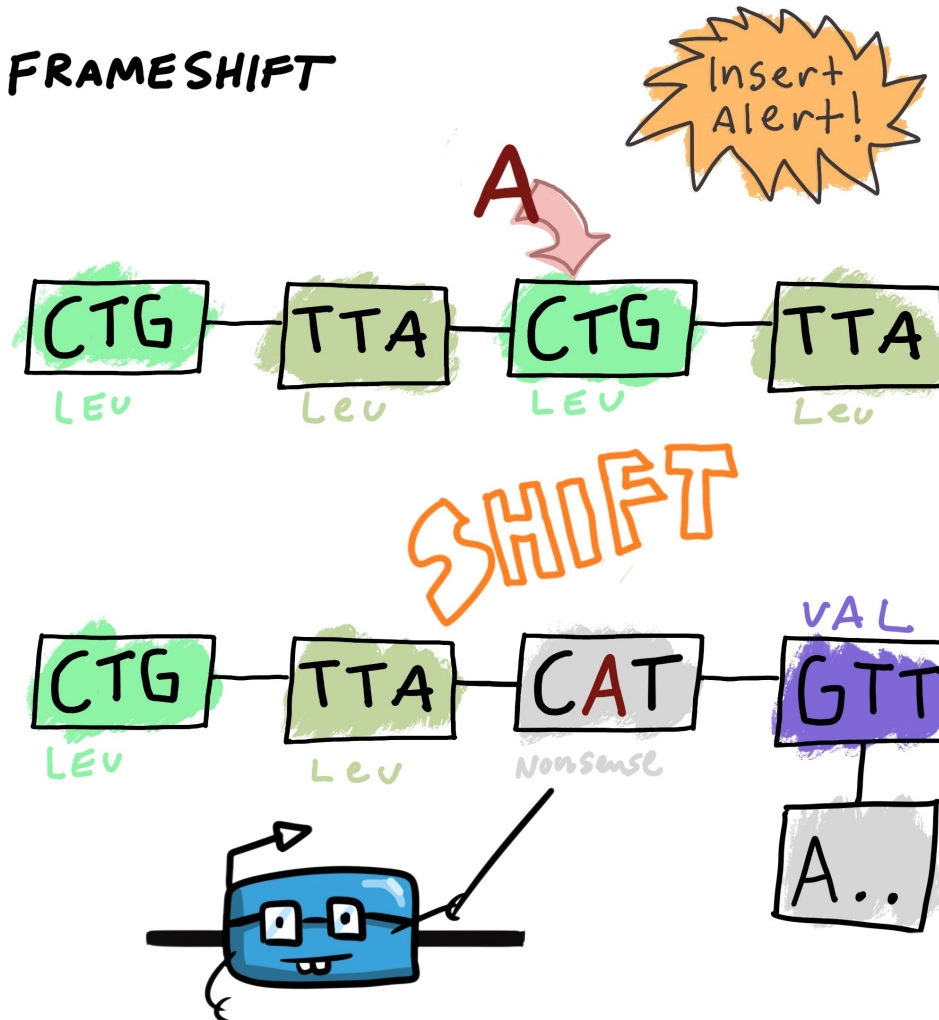 FRAMESHIFT
Insert
Alert!
A
CTG TTA CTG TTA
LEU Leu LEU Leu
SHIFT
VAL
CTG TTA CAT GTT
LEU Leu Nonsense
A..